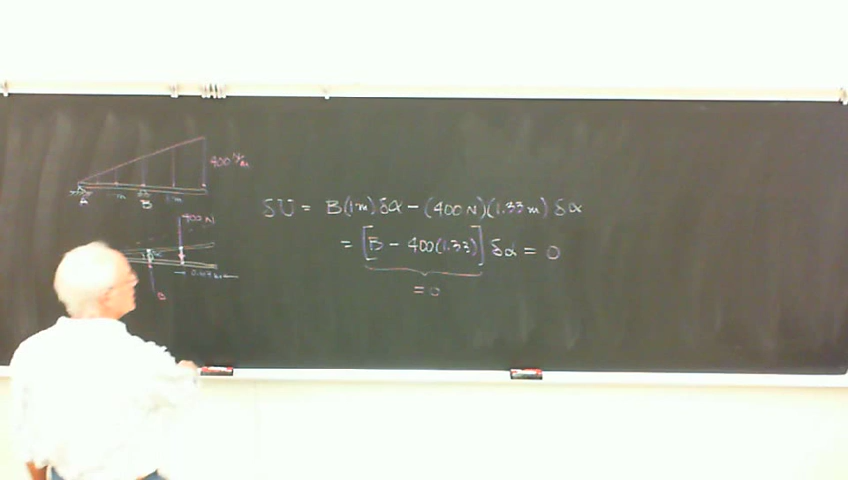 400 N/m
A
B
400 N
δU = B(1m) δα - (400 N)(1.33 m) δα
= [B - 400(1.33)] δα = 0
= 0